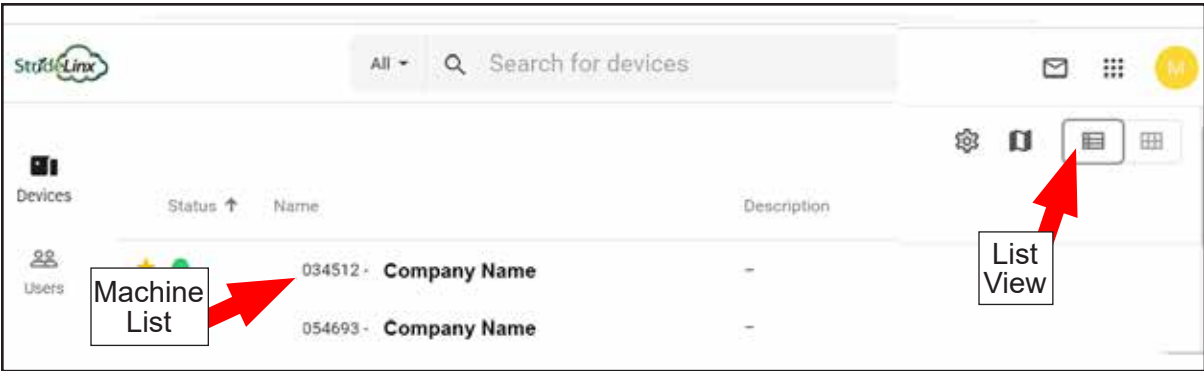 StrideLinx
All Search for devices
M
Devices
Status ↑ Name Description
Users
034512 - Company Name –
Machine
List
List
View
054693 - Company Name –